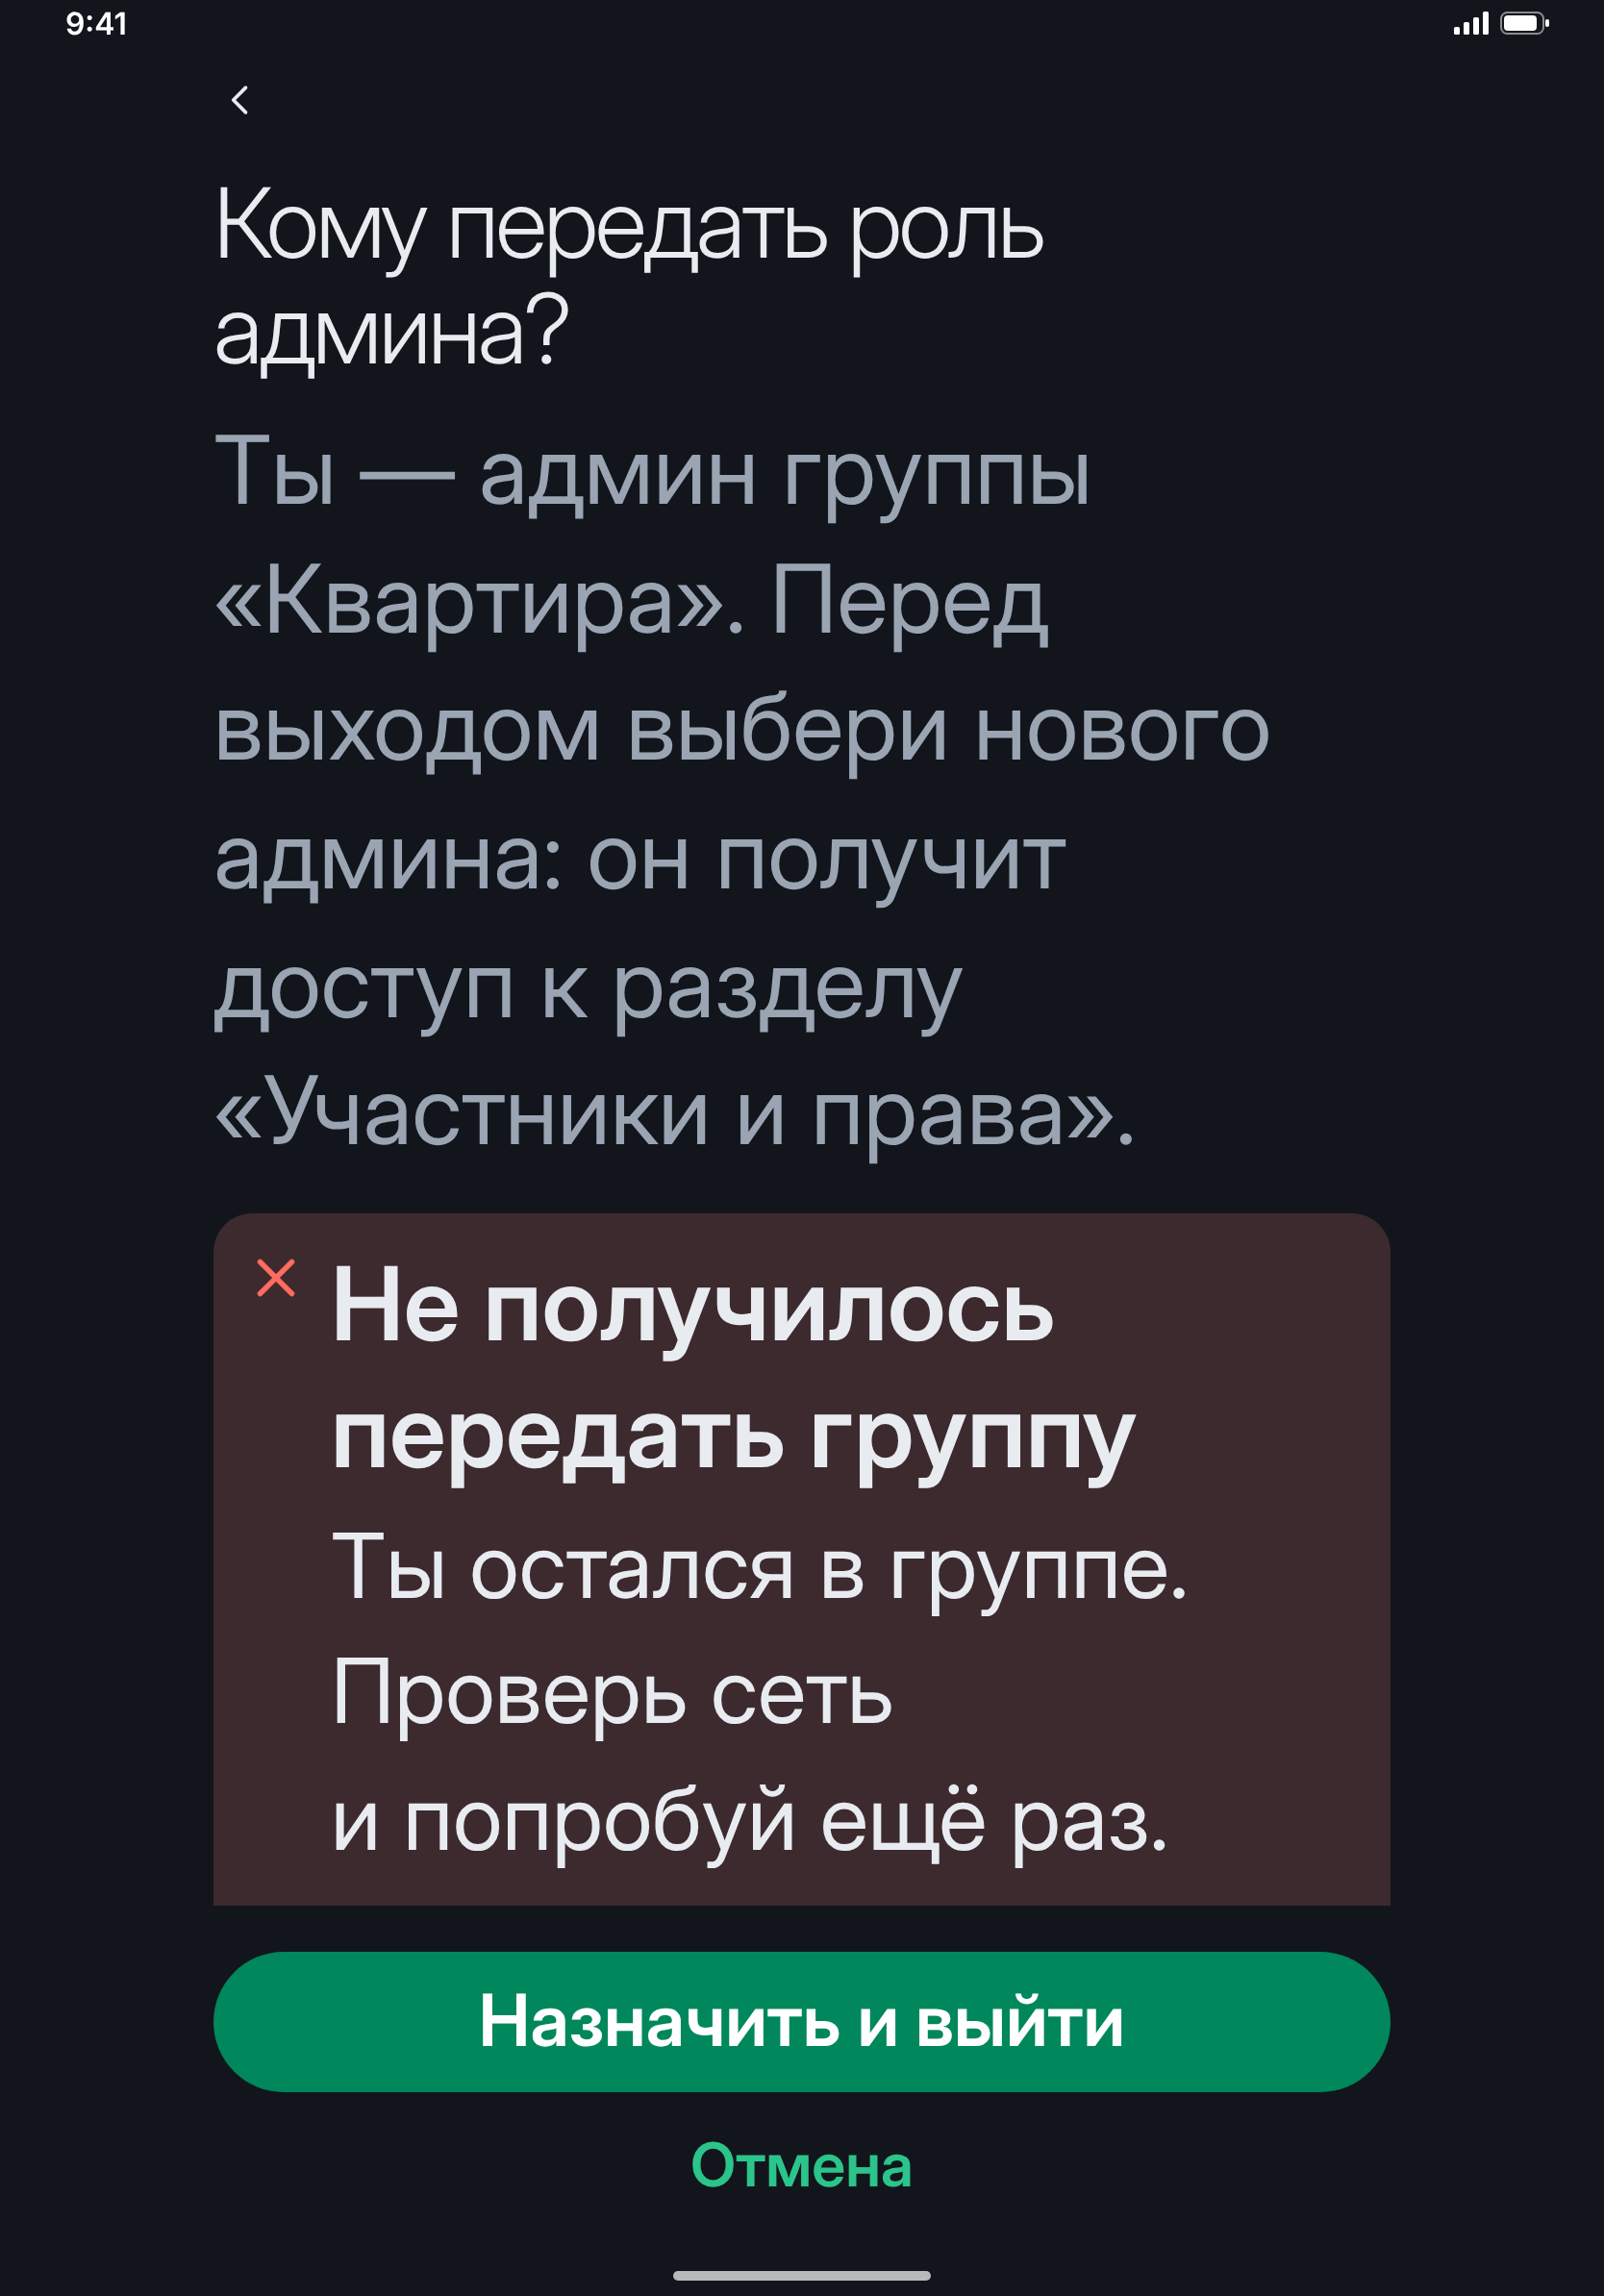 9:41
Кому передать роль
админа?
Ты — админ группы
«Квартира». Перед
выходом выбери нового
админа: он получит
доступ к разделу
«Участники и права».
Не получилось
передать группу
Ты остался в группе.
Проверь сеть
и попробуй ещё раз.
Назначить и выйти
Отмена